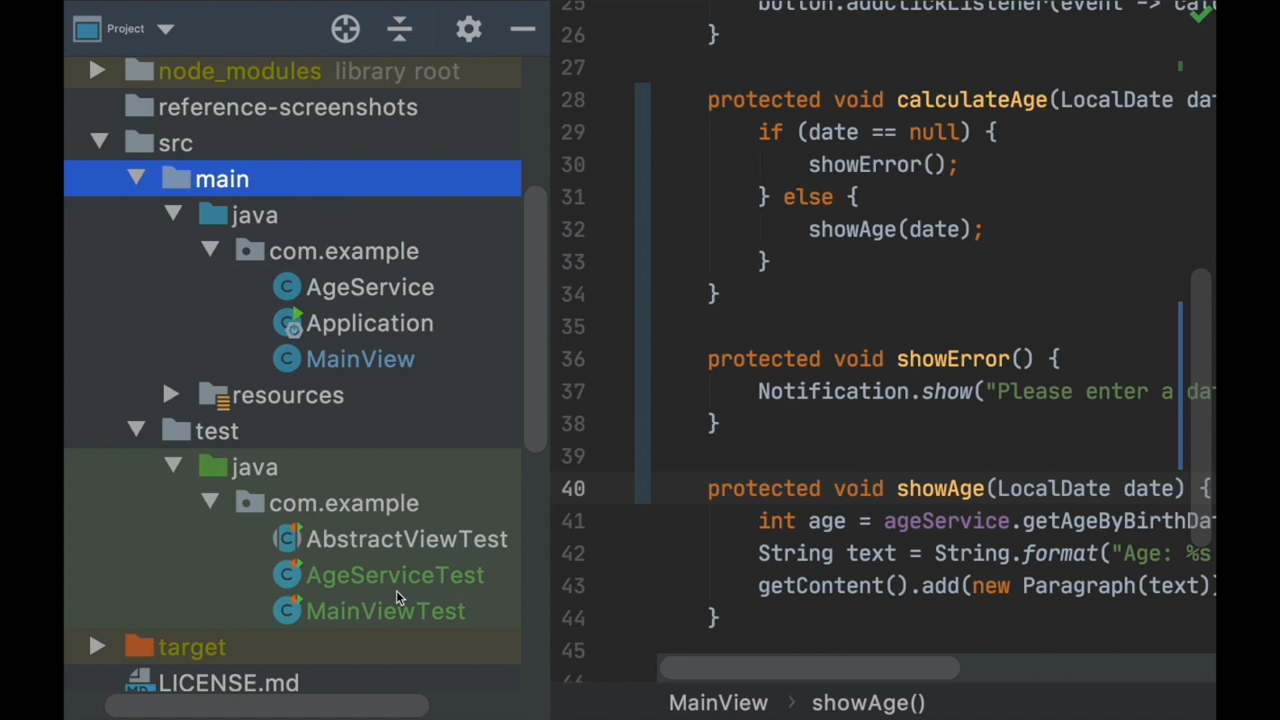 Project
node_modules library root
reference-screenshots
src
main
java
com.example
AgeService
Application
MainView
resources
test
java
com.example
AbstractViewTest
AgeServiceTest
MainViewTest
target
LICENSE.md
25 button.addClickListener(event ->
26 }
27
28 protected void calculateAge(LocalDate
29 if (date == null) {
30 showError();
31 } else {
32 showAge(date);
33 }
34 }
35
36 protected void showError() {
37 Notification.show("Please enter a
38 }
39
40 protected void showAge(LocalDate date) {
41 int age = ageService.getAgeByBirthDat
42 String text = String.format("Age: %s
43 getContent().add(new Paragraph(text))
44 }
45
MainView > showAge()